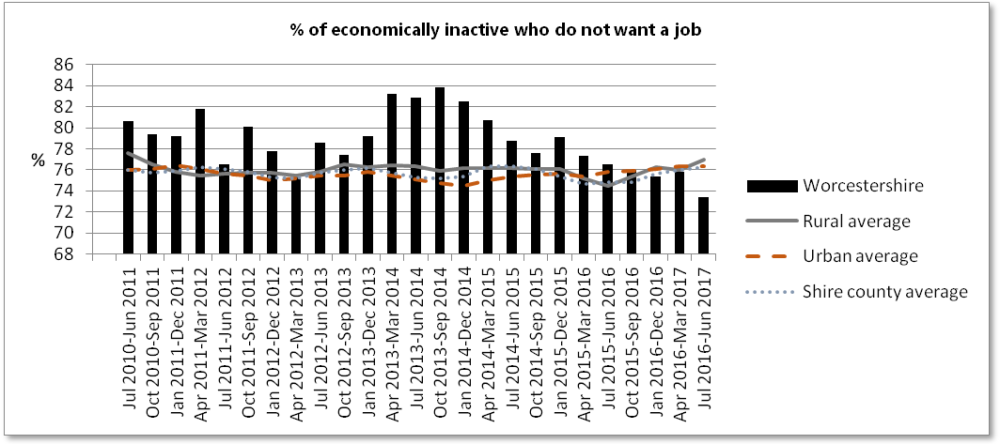 % of economically inactive who do not want a job
86
84
82
80
78
76
74
72
70
68
%
Jul 2010-Jun 2011
Oct 2010-Sep 2011
Jan 2011-Dec 2011
Apr 2011-Mar 2012
Jul 2011-Jun 2012
Oct 2011-Sep 2012
Jan 2012-Dec 2012
Apr 2012-Mar 2013
Jul 2012-Jun 2013
Oct 2012-Sep 2013
Jan 2013-Dec 2013
Apr 2013-Mar 2014
Jul 2013-Jun 2014
Oct 2013-Sep 2014
Jan 2014-Dec 2014
Apr 2014-Mar 2015
Jul 2014-Jun 2015
Oct 2014-Sep 2015
Jan 2015-Dec 2015
Apr 2015-Mar 2016
Jul 2015-Jun 2016
Oct 2015-Sep 2016
Jan 2016-Dec 2016
Apr 2016-Mar 2017
Jul 2016-Jun 2017
Worcestershire
Rural average
Urban average
Shire county average